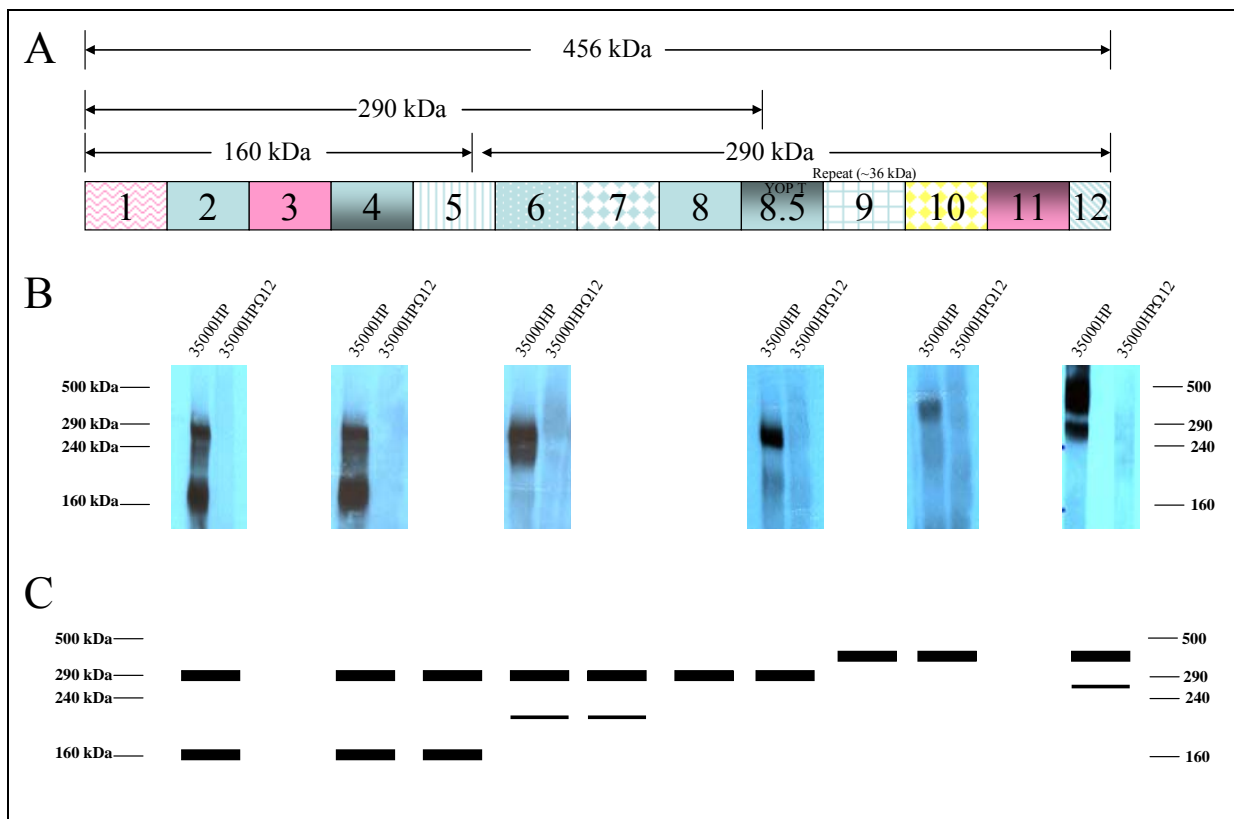 A
456 kDa
290 kDa
160 kDa 290 kDa
Repeat (~36 kDa)
YOP T
1 2 3 4 5 6 7 8 8.5 9 10 11 12
B
35000HP 35000HPΩ12 35000HP 35000HPΩ12 35000HP 35000HPΩ12 35000HP 35000HPΩ12 35000HP 35000HPΩ12 35000HP 35000HPΩ12
500 kDa 500
290 kDa 290
240 kDa 240
160 kDa 160
C
500 kDa 500
290 kDa 290
240 kDa 240
160 kDa 160